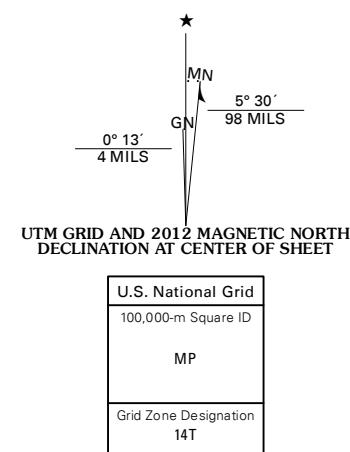 ★
MN
GN
5° 30´
98 MILS
0° 13´
4 MILS
UTM GRID AND 2012 MAGNETIC NORTH
DECLINATION AT CENTER OF SHEET
U.S. National Grid
100,000-m Square ID
MP
Grid Zone Designation
14T